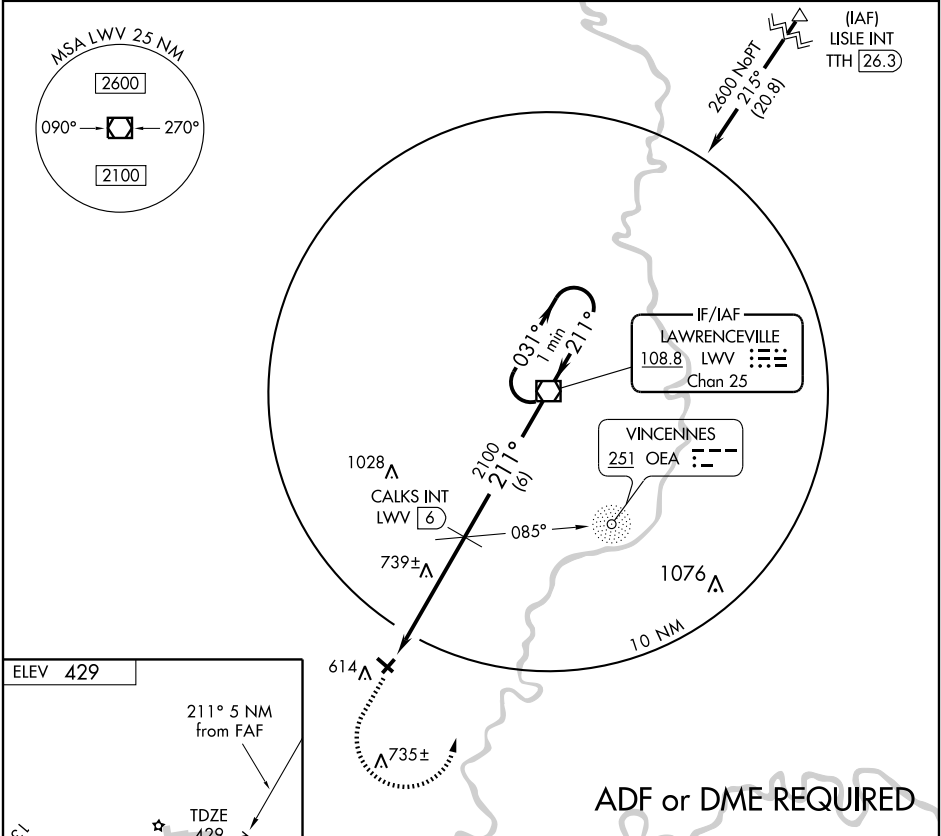 MSA LWV 25 NM
2600
090°
270°
2100
(IAF)
LISLE INT
TTH 26.3
2600 NoPT
215°
(20.8)
031°
1 min
211°
IF/IAF
LAWRENCEVILLE
108.8 LWV
Chan 25
VINCENNES
251 OEA
2100
211°
(6)
1028
CALKS INT
LWV 6
085°
739±
1076
10 NM
614
735±
ELEV 429
211° 5 NM
from FAF
TDZE
429
ADF or DME REQUIRED